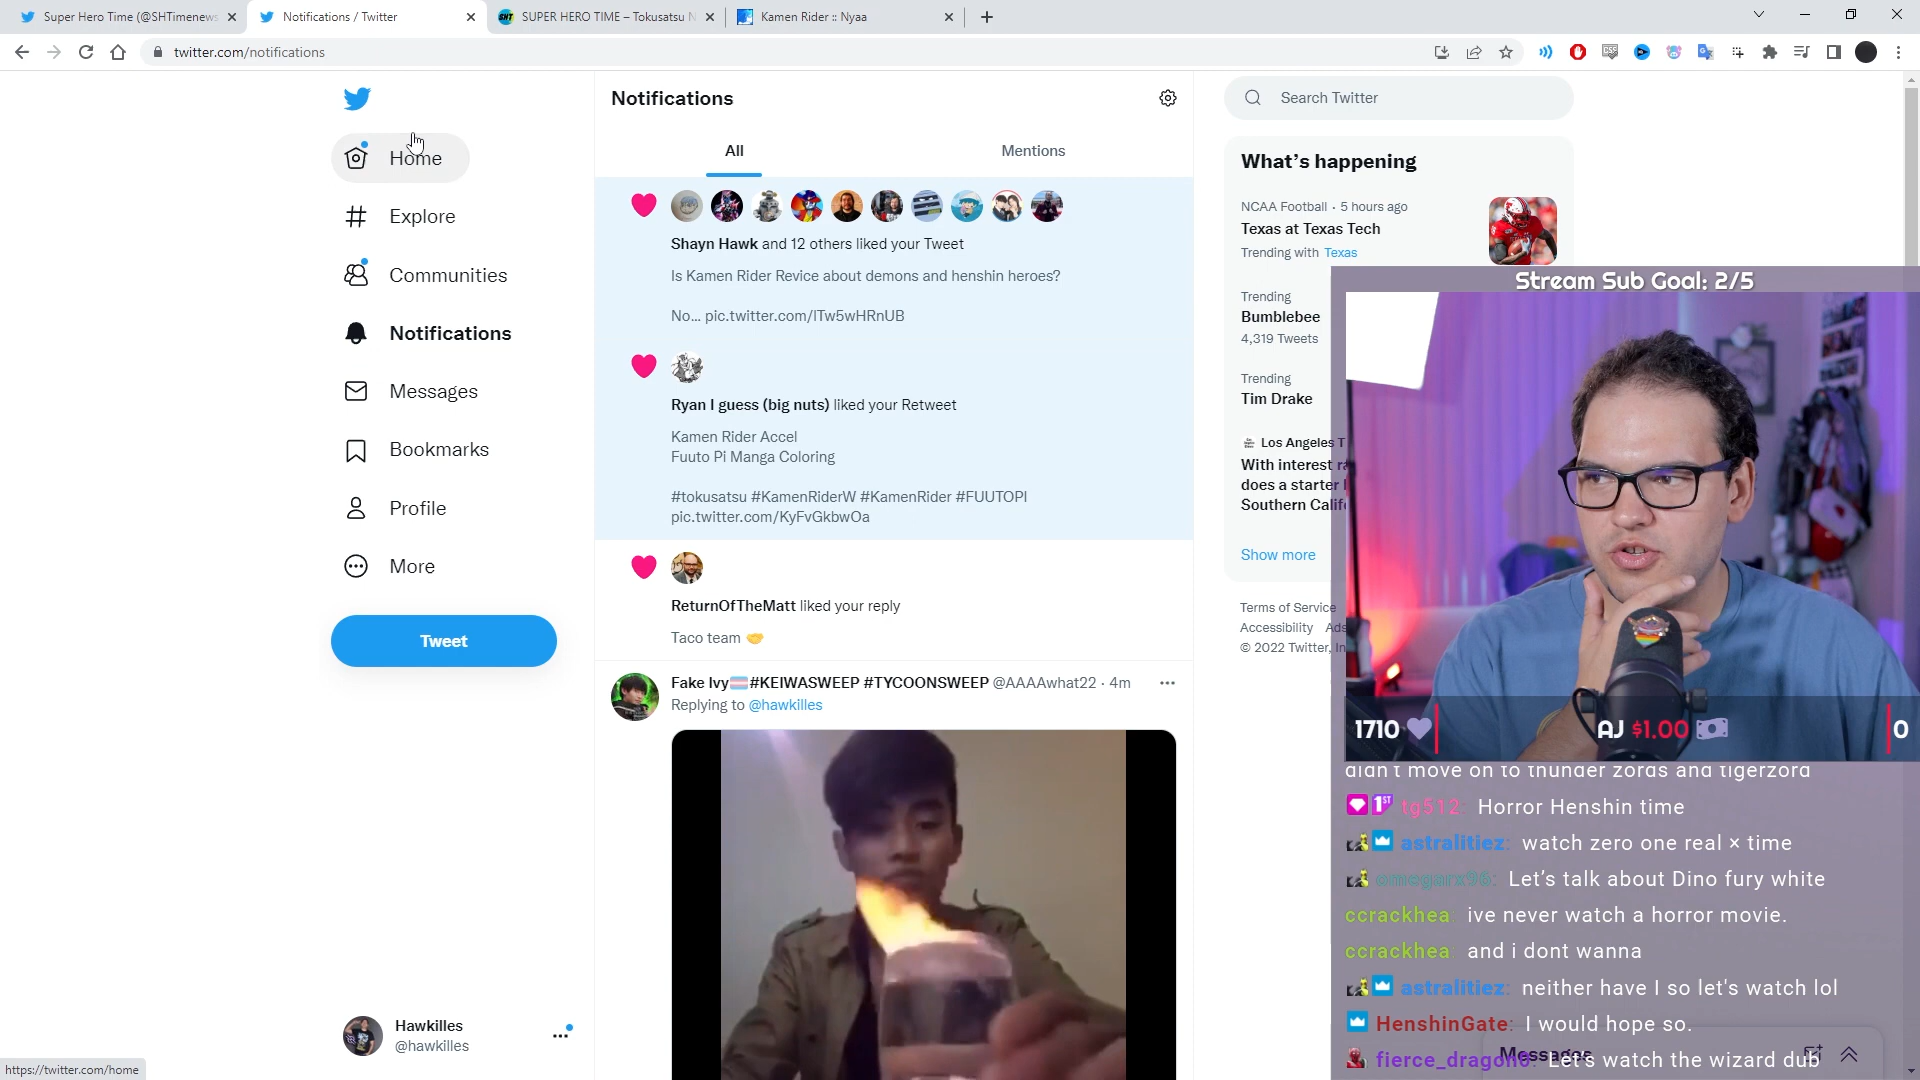 Super Hero Time (@SHTimenews
Notifications / Twitter
SUPER HERO TIME – Tokusatsu N
Kamen Rider :: Nyaa
twitter.com/notifications
Home
Explore
Communities
Notifications
Messages
Bookmarks
Profile
More
Tweet
Hawkilles
@hawkilles
https://twitter.com/home
Notifications
All
Mentions
Shayn Hawk and 12 others liked your Tweet
Is Kamen Rider Revice about demons and henshin heroes?
No... pic.twitter.com/lTw5wHRnUB
Ryan I guess (big nuts) liked your Retweet
Kamen Rider Accel
Fuuto Pi Manga Coloring
#tokusatsu #KamenRiderW #KamenRider #FUUTOPI
pic.twitter.com/KyFvGkbwOa
ReturnOfTheMatt liked your reply
Taco team 🤝
Fake Ivy🏳️‍⚧️#KEIWASWEEP #TYCOONSWEEP @AAAAwhat22 · 4m
Replying to @hawkilles
Search Twitter
What's happening
NCAA Football · 5 hours ago
Texas at Texas Tech
Trending with Texas
Trending
Bumblebee
4,319 Tweets
Trending
Tim Drake
Los Angeles T
With interest ra
does a starter
Southern Calif
Show more
Terms of Service
Accessibility Ads
© 2022 Twitter, In
Stream Sub Goal: 2/5
1710
AJ $1.00
0
didn't move on to thunder zords and tigerzord
tg512: Horror Henshin time
astralitiez: watch zero one real × time
omegarx96: Let's talk about Dino fury white
ccrackhea: ive never watch a horror movie.
ccrackhea: and i dont wanna
astralitiez: neither have I so let's watch lol
HenshinGate: I would hope so.
Messages
fierce_dragon0: Let's watch the wizard dub